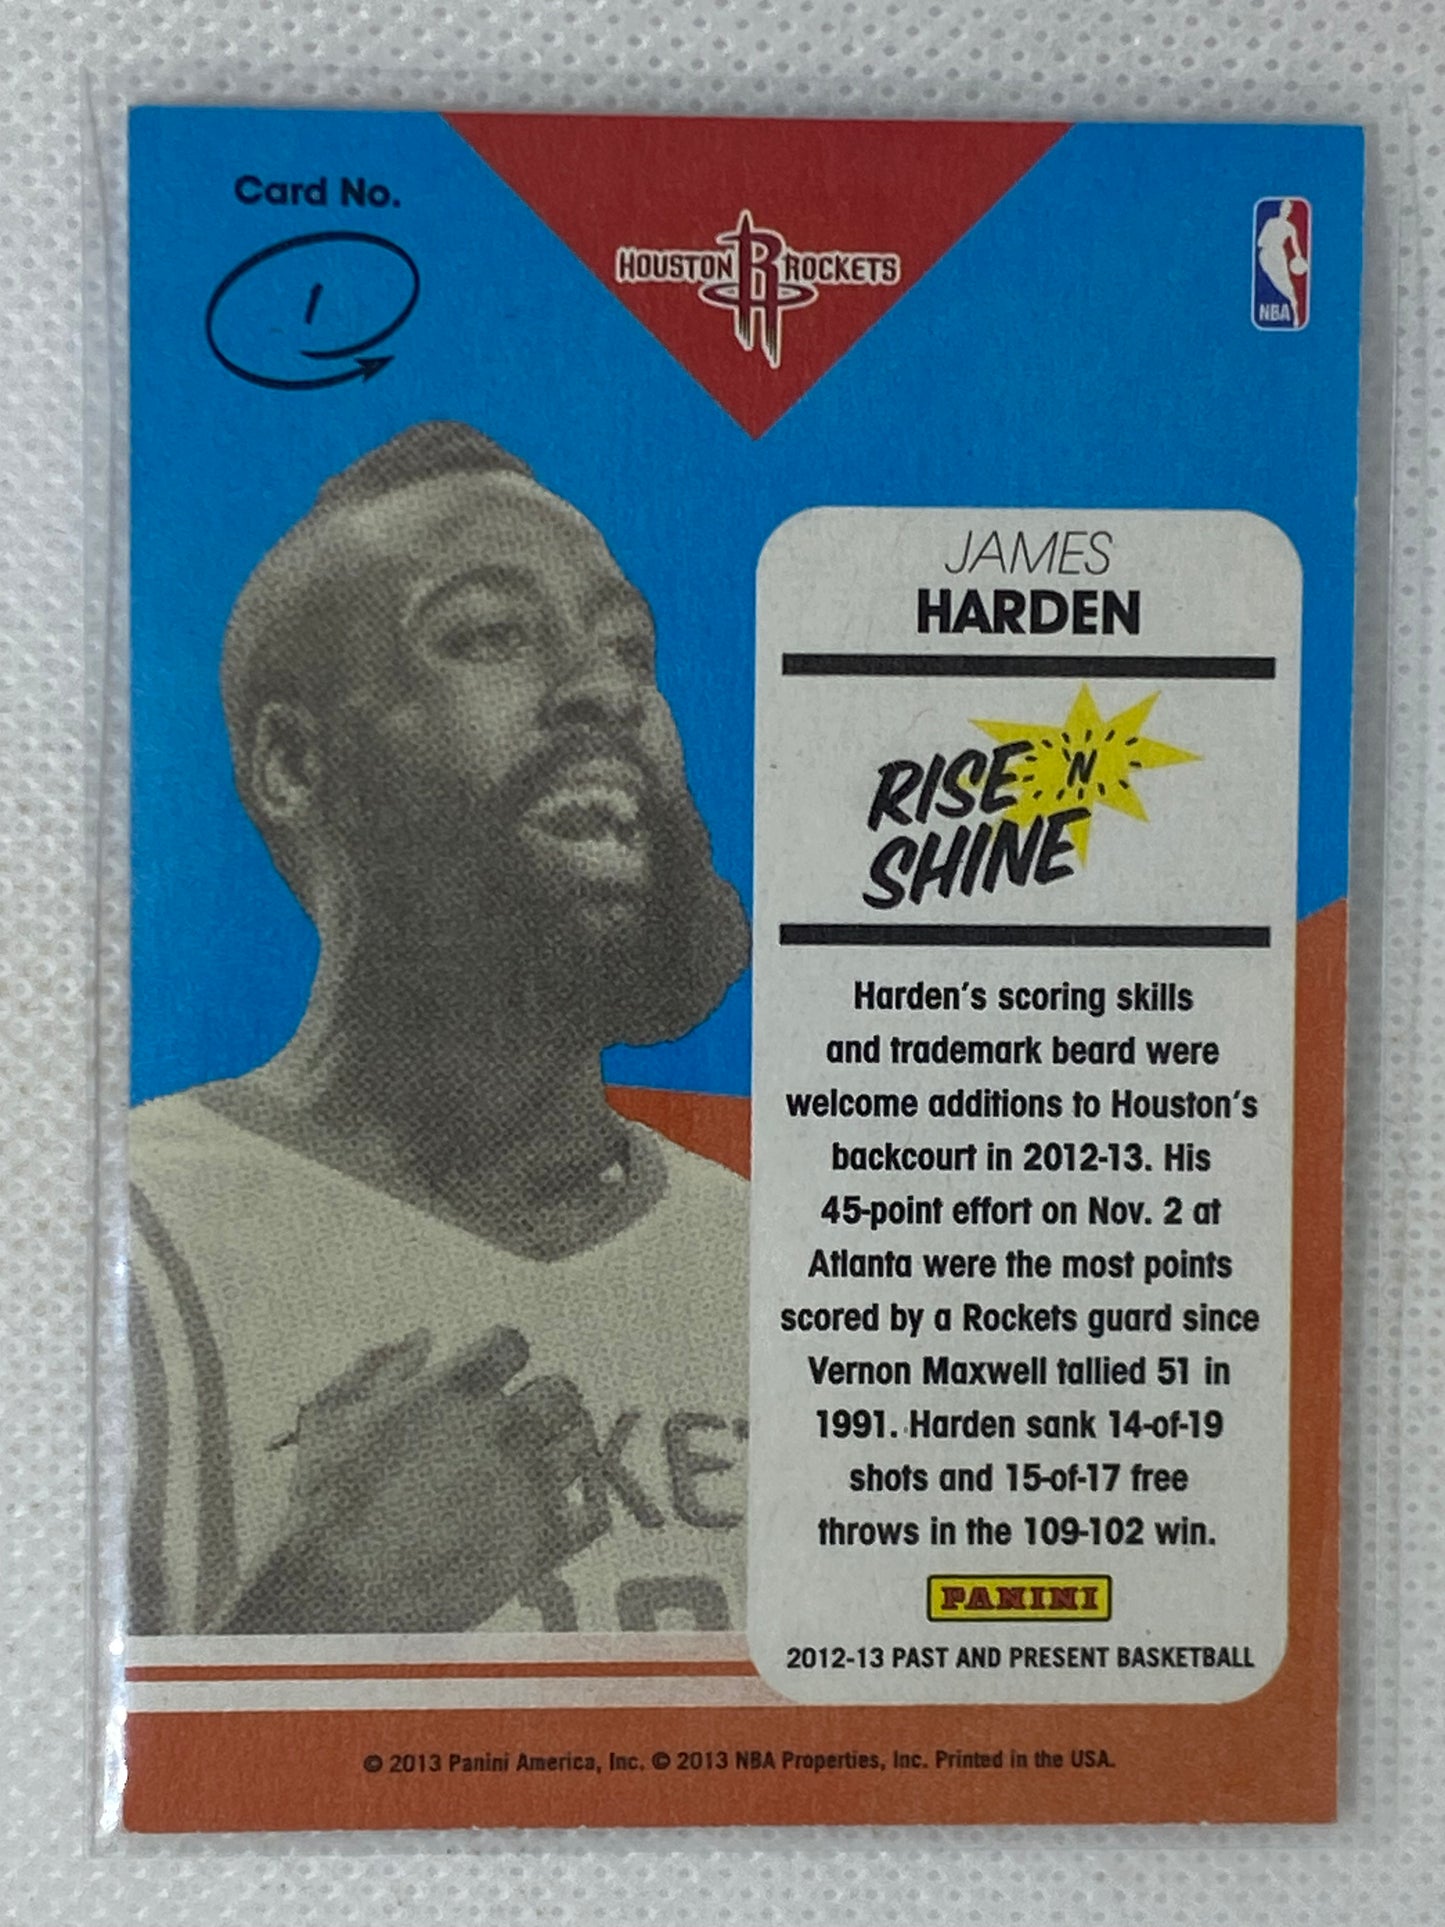 Card No.
1
HOUSTON R ROCKETS
NBA
JAMES
HARDEN
RISE 'N
SHINE
Harden's scoring skills
and trademark beard were
welcome additions to Houston's
backcourt in 2012-13. His
45-point effort on Nov. 2 at
Atlanta were the most points
scored by a Rockets guard since
Vernon Maxwell tallied 51 in
1991. Harden sank 14-of-19
shots and 15-of-17 free
throws in the 109-102 win.
KE
PANINI
2012-13 PAST AND PRESENT BASKETBALL
© 2013 Panini America, Inc. © 2013 NBA Properties, Inc. Printed in the USA.